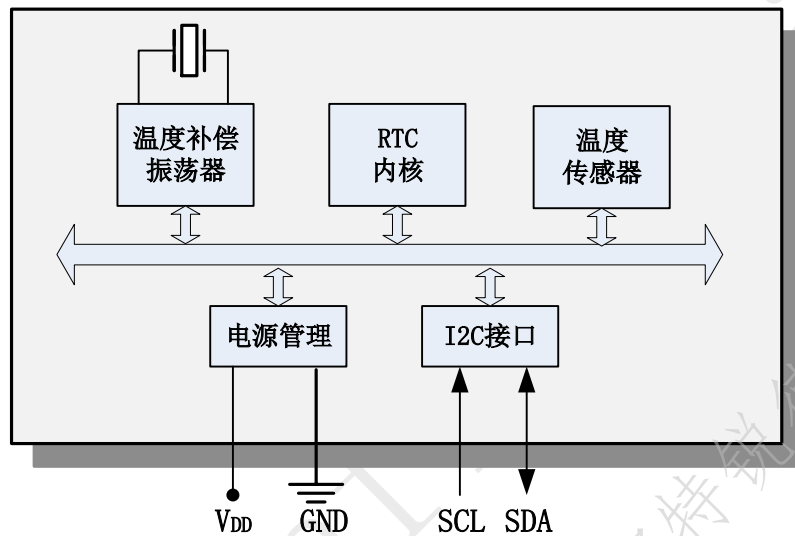 温度补偿
振荡器
RTC
内核
温度
传感器
电源管理
I2C接口
VDD
GND
SCL
SDA